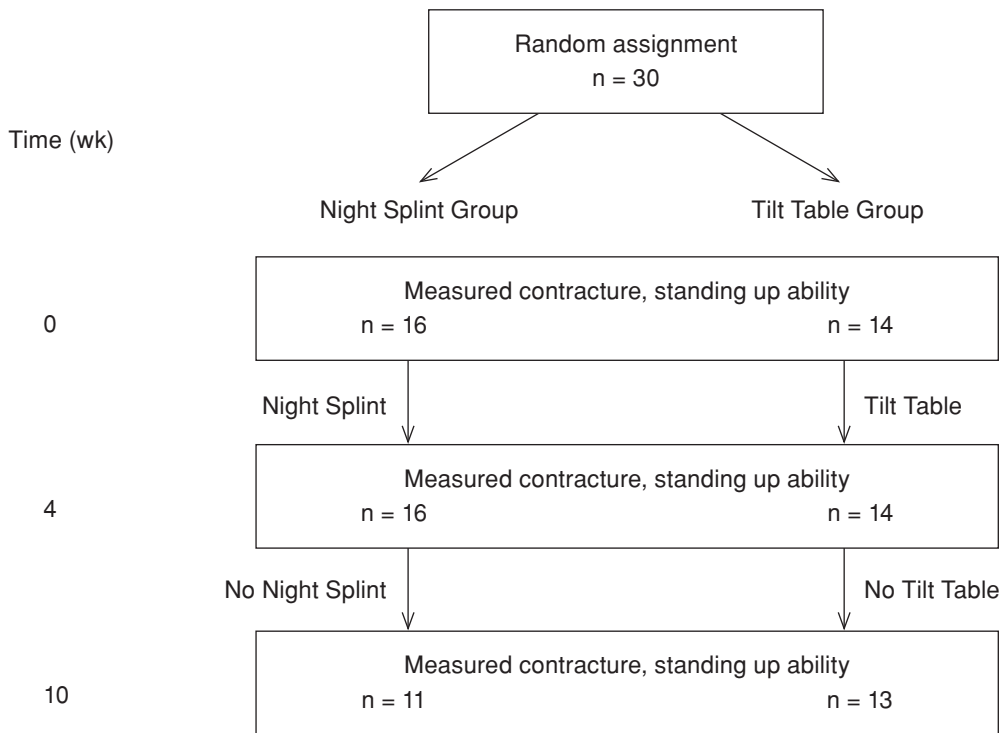 Random assignment
n = 30
Time (wk)
Night Splint Group
Tilt Table Group
Measured contracture, standing up ability
0
n = 16
n = 14
Night Splint
Tilt Table
Measured contracture, standing up ability
4
n = 16
n = 14
No Night Splint
No Tilt Table
Measured contracture, standing up ability
10
n = 11
n = 13